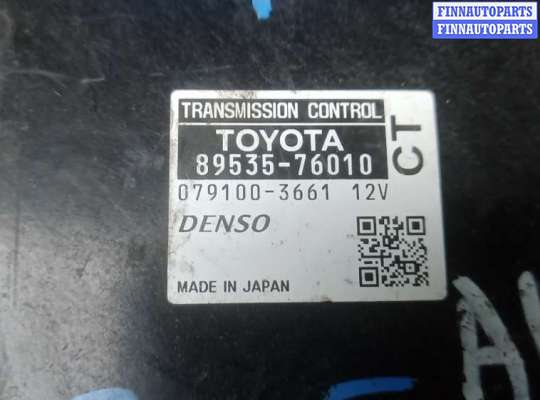 FINNAUTOPARTS
FINNAUTOPARTS
TRANSMISSION CONTROL
TOYOTA
89535-76010
CT
079100-3661 12V
DENSO
MADE IN JAPAN